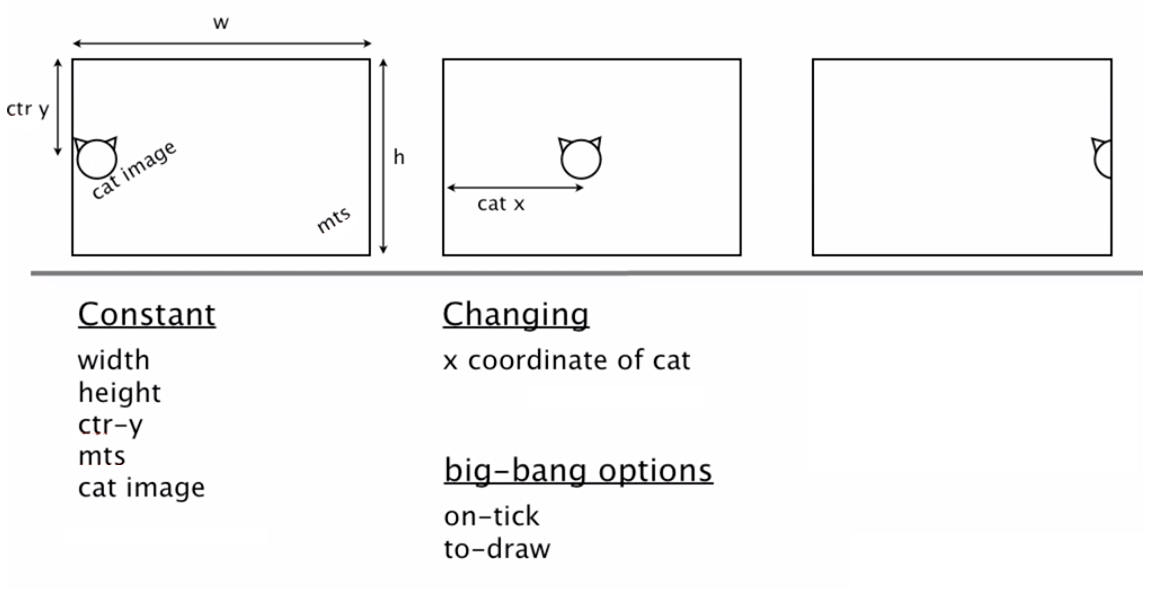 w
ctr y
cat image
mts
h
cat x
Constant
width
height
ctr-y
mts
cat image
Changing
x coordinate of cat
big-bang options
on-tick
to-draw